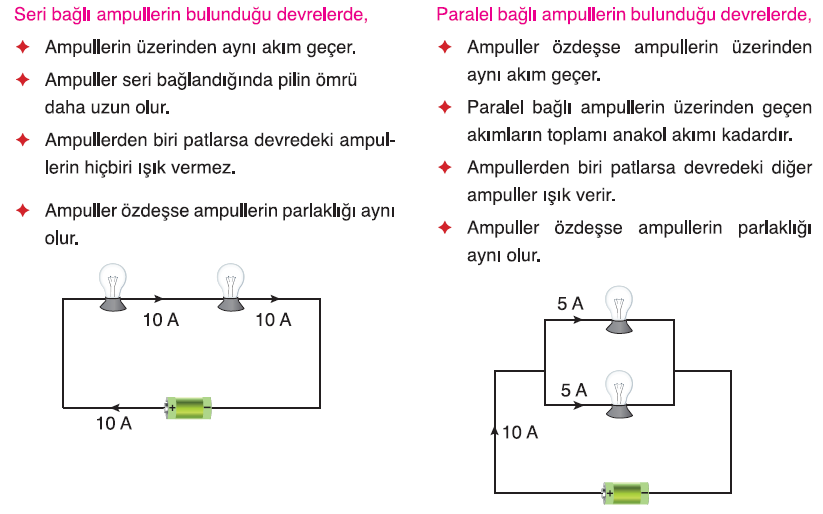 Seri bağlı ampullerin bulunduğu devrelerde,
✦ Ampullerin üzerinden aynı akım geçer.
✦ Ampuller seri bağlandığında pilin ömrü
daha uzun olur.
✦ Ampullerden biri patlarsa devredeki ampul-
lerin hiçbiri ışık vermez.
✦ Ampuller özdeşse ampullerin parlaklığı aynı
olur.
10 A
10 A
10 A
+
–
Paralel bağlı ampullerin bulunduğu devrelerde,
✦ Ampuller özdeşse ampullerin üzerinden
aynı akım geçer.
✦ Paralel bağlı ampullerin üzerinden geçen
akımların toplamı anakol akımı kadardır.
✦ Ampullerden biri patlarsa devredeki diğer
ampuller ışık verir.
✦ Ampuller özdeşse ampullerin parlaklığı
aynı olur.
5 A
5 A
10 A
+
–